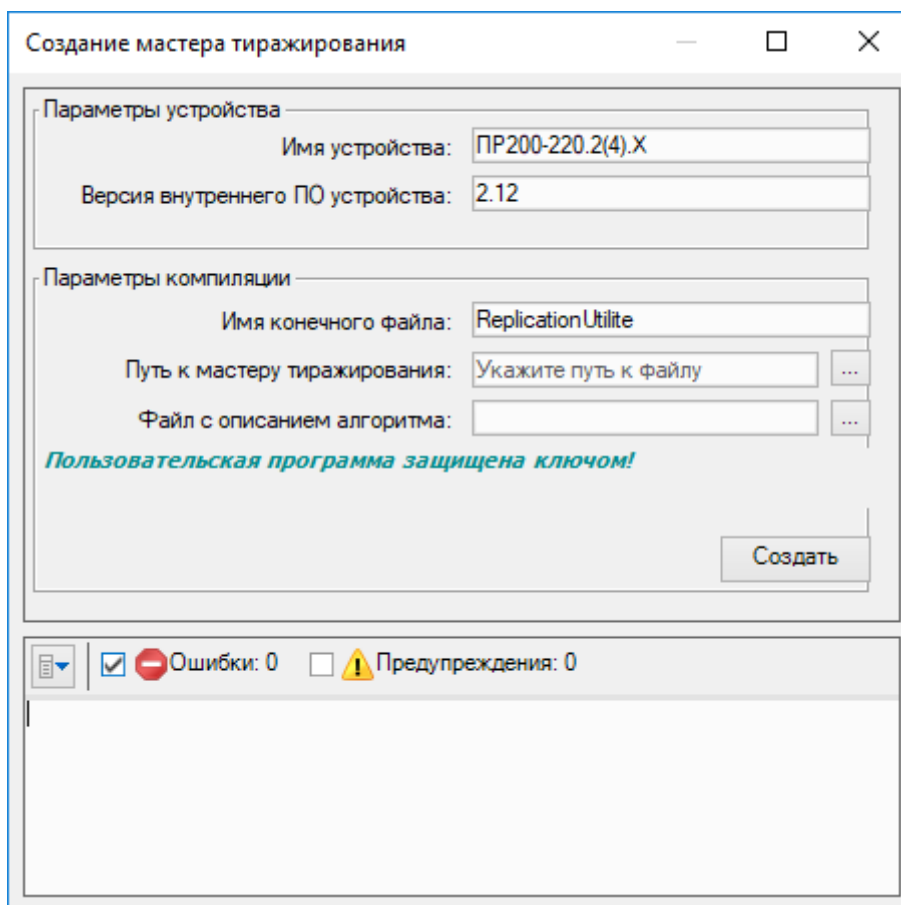 Создание мастера тиражирования
Параметры устройства
Имя устройства: ПР200-220.2(4).X
Версия внутреннего ПО устройства: 2.12
Параметры компиляции
Имя конечного файла: ReplicationUtilite
Путь к мастеру тиражирования: Укажите путь к файлу ...
Файл с описанием алгоритма: ...
Пользовательская программа защищена ключом!
Создать
Ошибки: 0 Предупреждения: 0